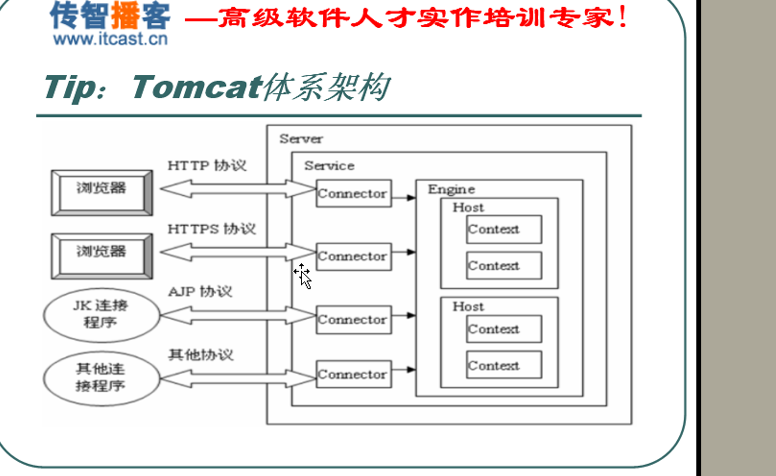 传智播客 —高级软件人才实作培训专家!
www.itcast.cn
Tip：Tomcat体系架构
Server
Service
HTTP 协议
浏览器
Connector
Engine
Host
Context
Context
HTTPS 协议
浏览器
Connector
AJP 协议
JK 连接
程序
Connector
Host
Context
Context
其他协议
其他连
接程序
Connector